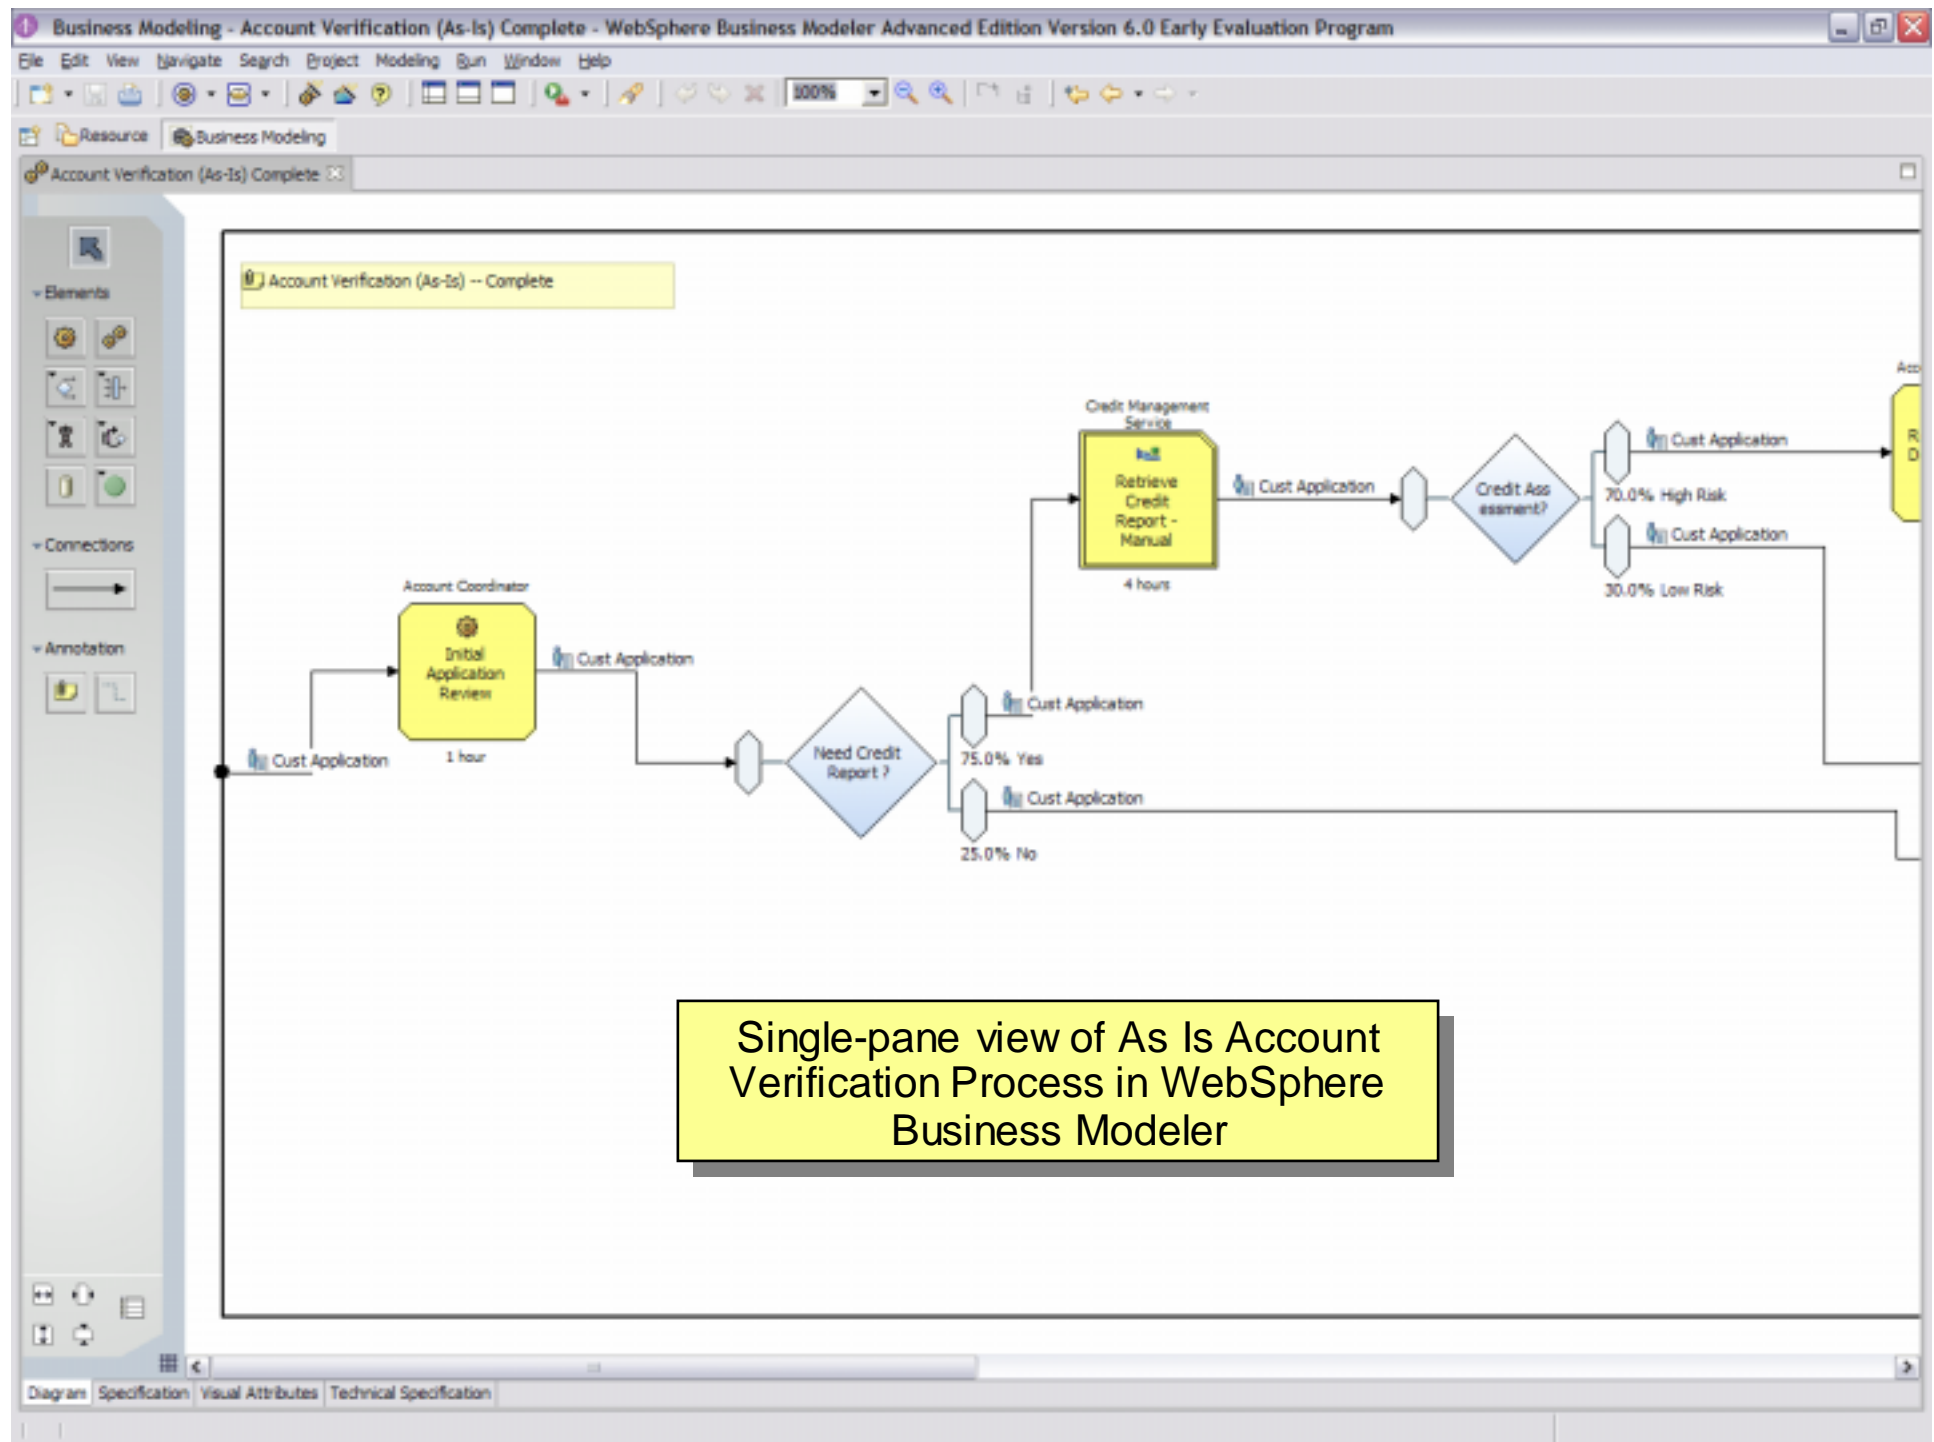 Business Modeling - Account Verification (As-Is) Complete - WebSphere Business Modeler Advanced Edition Version 6.0 Early Evaluation Program
File Edit View Navigate Search Project Modeling Run Window Help
100%
Resource Business Modeling
Account Verification (As-Is) Complete
Elements
Connections
Annotation
Account Verification (As-Is) -- Complete
Cust Application
Account Coordinator
Initial
Application
Review
1 hour
Cust Application
Need Credit
Report ?
Cust Application
75.0% Yes
Cust Application
25.0% No
Credit Management
Service
Retrieve
Credit
Report -
Manual
4 hours
Cust Application
Credit Ass
essment?
Cust Application
70.0% High Risk
Cust Application
30.0% Low Risk
Acc
R
D
Single-pane view of As Is Account
Verification Process in WebSphere
Business Modeler
Diagram Specification Visual Attributes Technical Specification